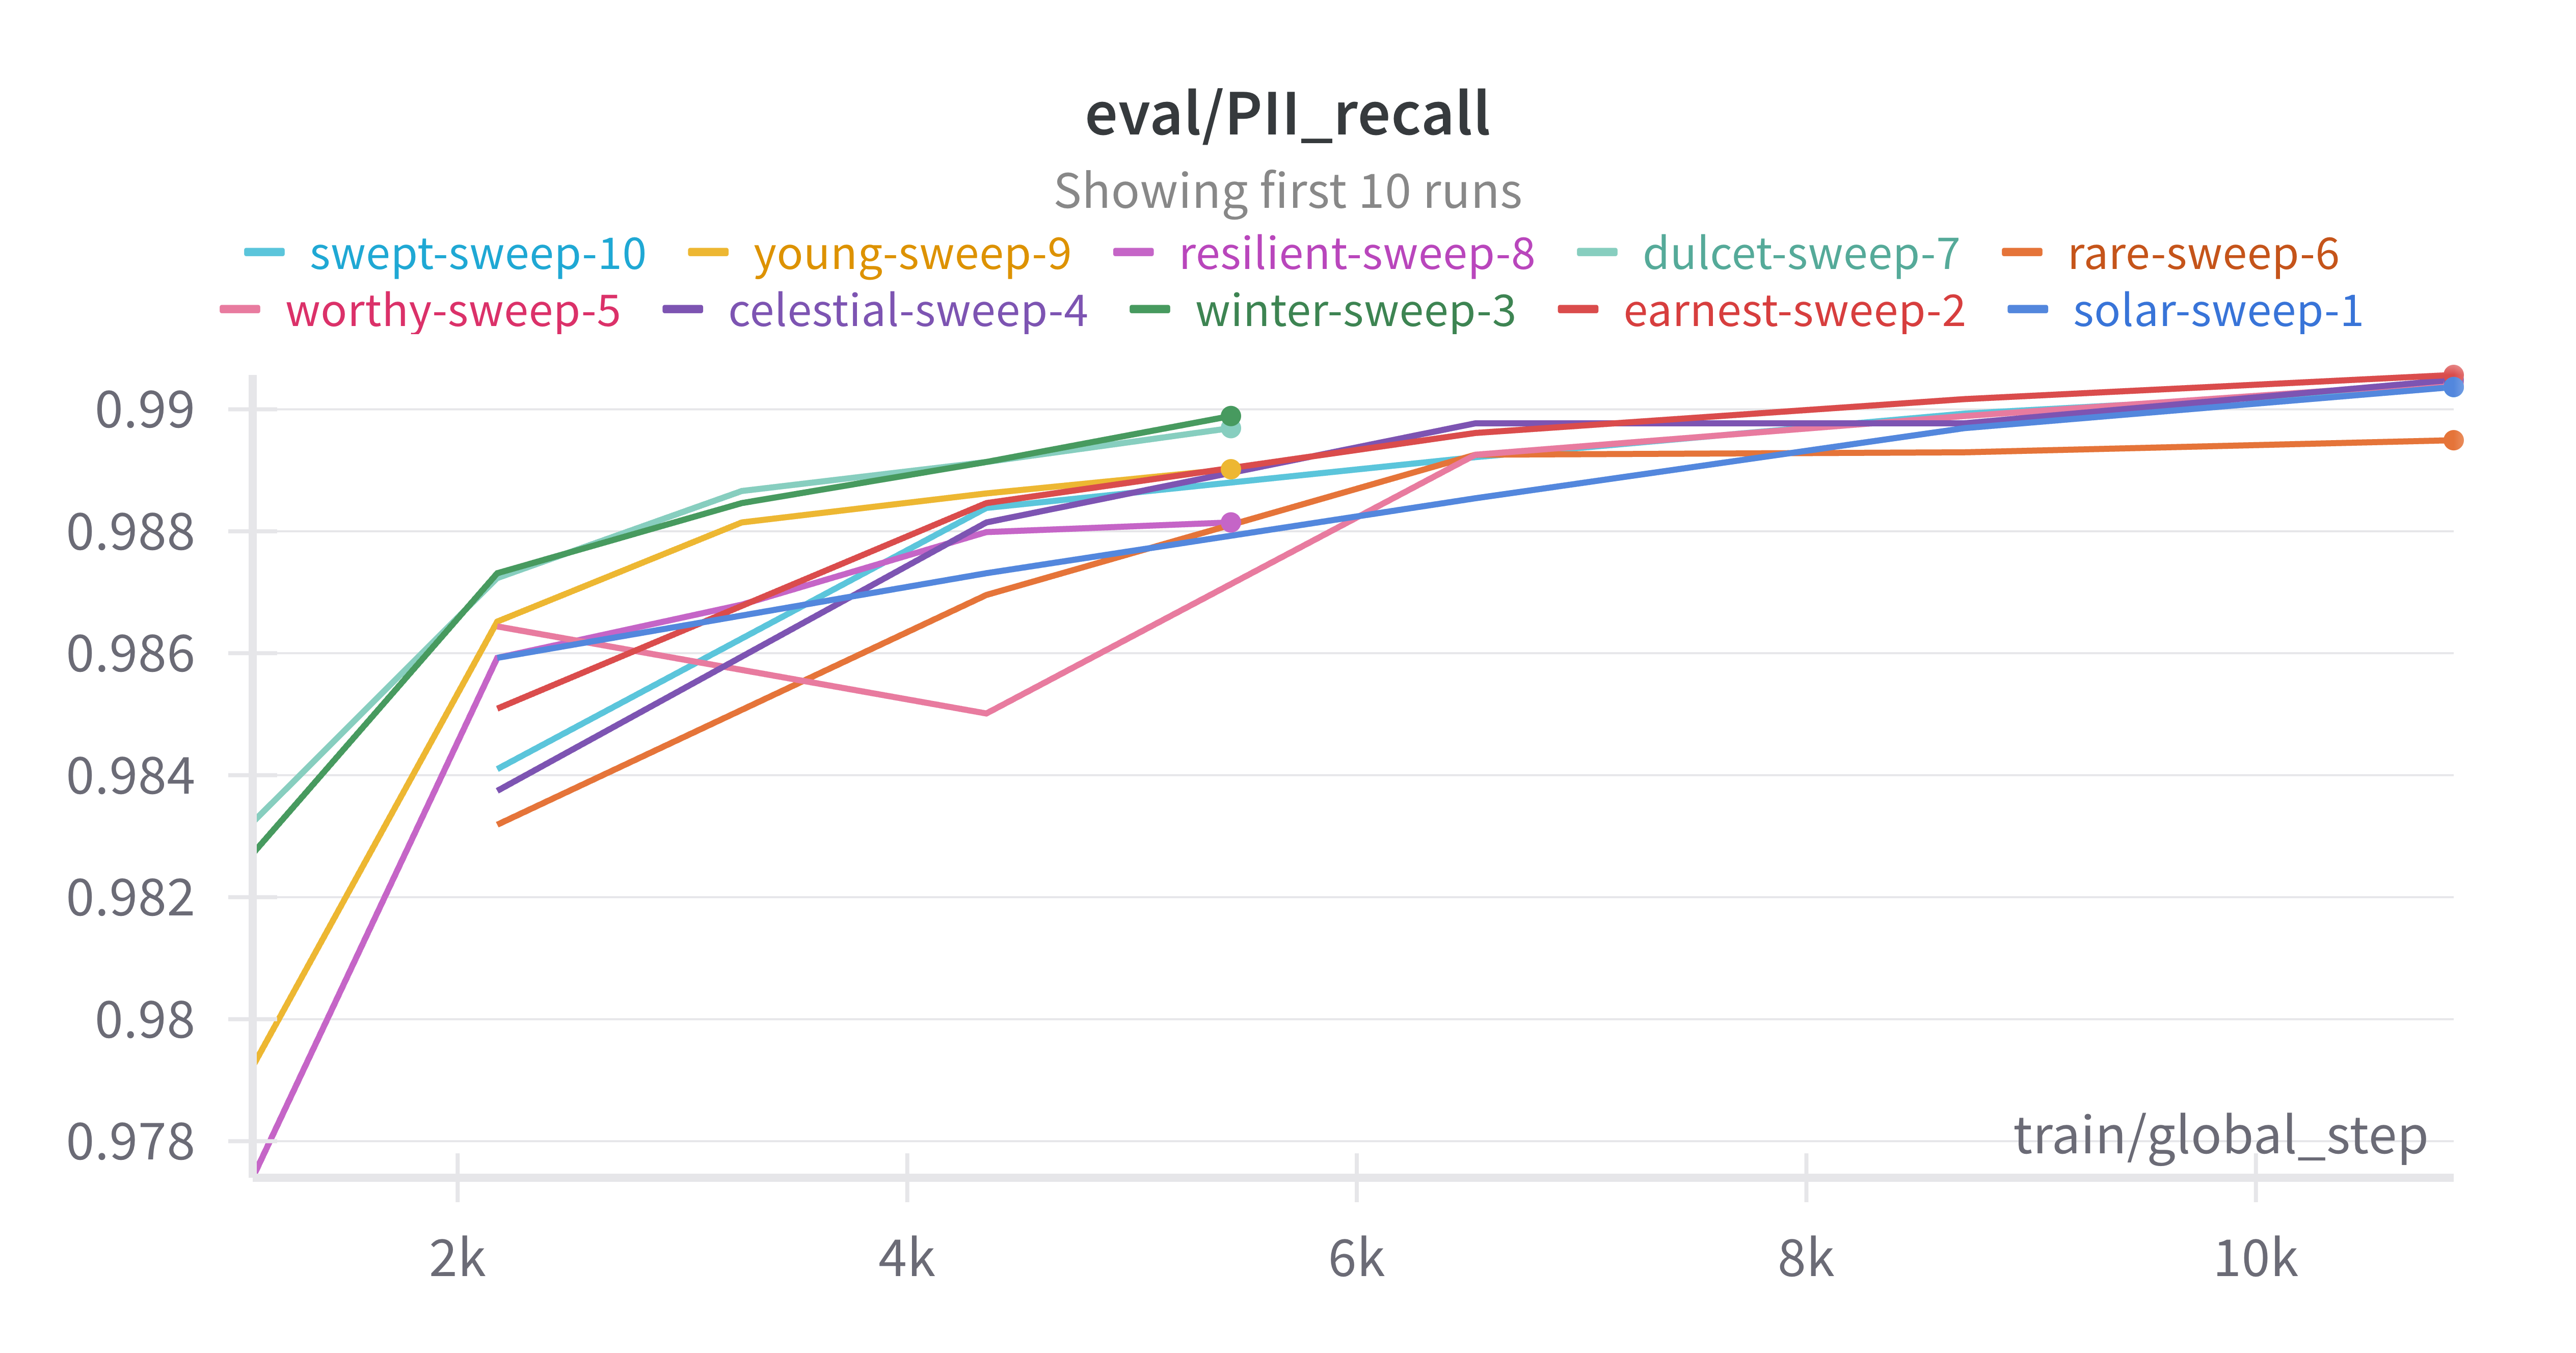 eval/PII_recall
Showing first 10 runs
swept-sweep-10 young-sweep-9 resilient-sweep-8 dulcet-sweep-7 rare-sweep-6
worthy-sweep-5 celestial-sweep-4 winter-sweep-3 earnest-sweep-2 solar-sweep-1
0.99
0.988
0.986
0.984
0.982
0.98
0.978
train/global_step
2k 4k 6k 8k 10k